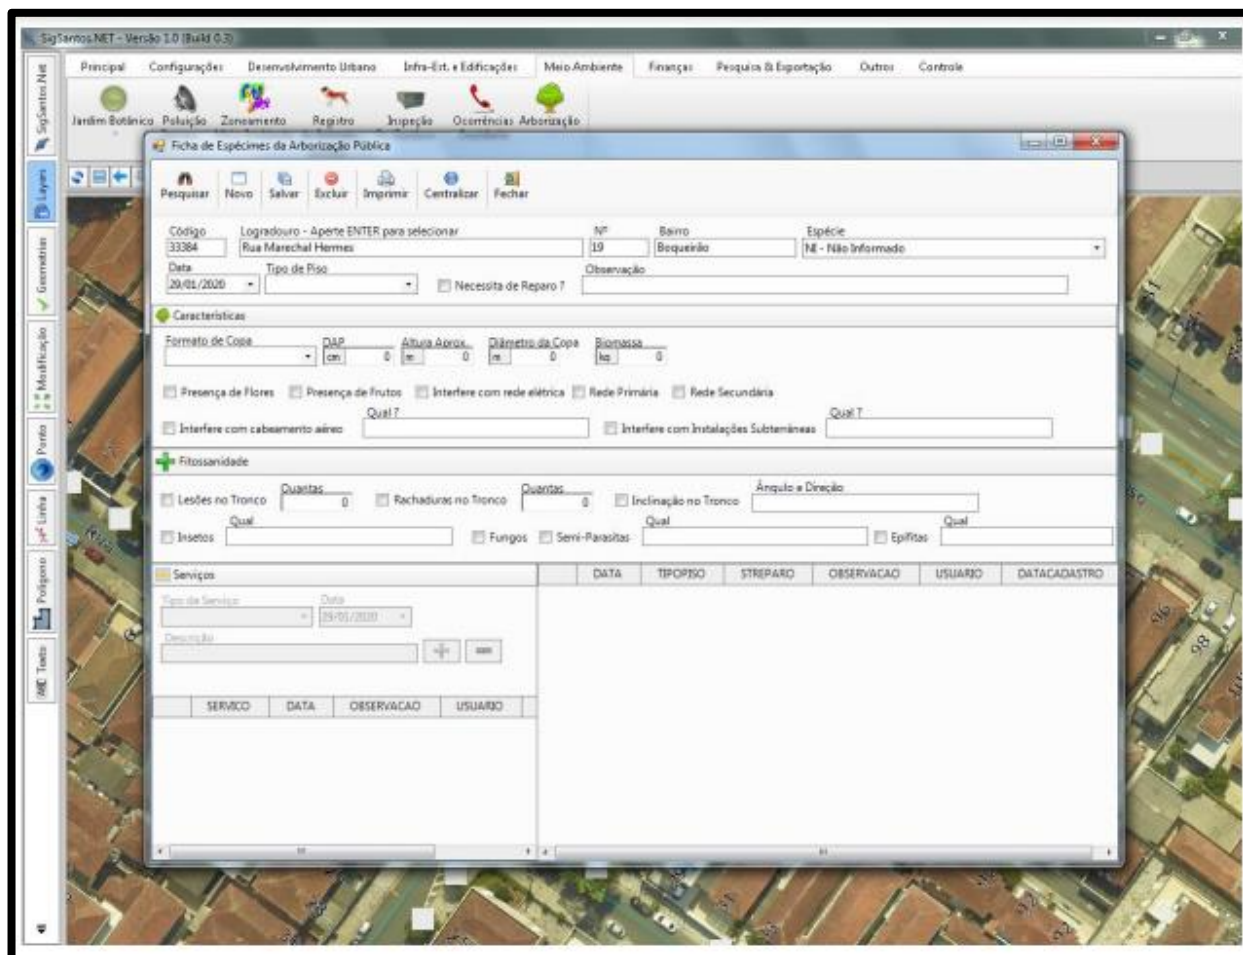 SigSantos.NET - Versão 1.0 (Build 0.3)
Principal Configurações Desenvolvimento Urbano Infra-Est. e Edificações Meio Ambiente Finanças Pesquisa & Exportação Outros Controle
Jardim Botânico Poluição Zoneamento Registro Inspeção Ocorrências Arborização
SigSantos Net
Layers
Geometrias
Modificação
Ponto
Linha
Polígono
Texto
Ficha de Espécimes da Arborização Pública
Pesquisar Novo Salvar Excluir Imprimir Centralizar Fechar
Código Logradouro - Aperte ENTER para selecionar Nº Bairro Espécie
33384 Rua Marechal Hermes 19 Boqueirão NI - Não Informado
Data Tipo de Piso Observação
29/01/2020 Necessita de Reparo ?
Características
Formato de Copa DAP Altura Aprox. Diâmetro da Copa Biomassa
cm 0 m 0 m 0 kg 0
Presença de Flores Presença de Frutos Interfere com rede elétrica Rede Primária Rede Secundária
Qual ? Qual ?
Interfere com cabeamento aéreo Interfere com Instalações Subterrâneas
Fitossanidade
Quantas Quantas Ângulo e Direção
Lesões no Tronco 0 Rachaduras no Tronco 0 Inclinação no Tronco
Qual Qual Qual
Insetos Fungos Semi-Parasitas Epífitas
Serviços
Tipo de Serviço Data
29/01/2020
Descrição
SERVICO DATA OBSERVACAO USUARIO
DATA TIPOPISO STREPARO OBSERVACAO USUARIO DATACADASTRO
96
98